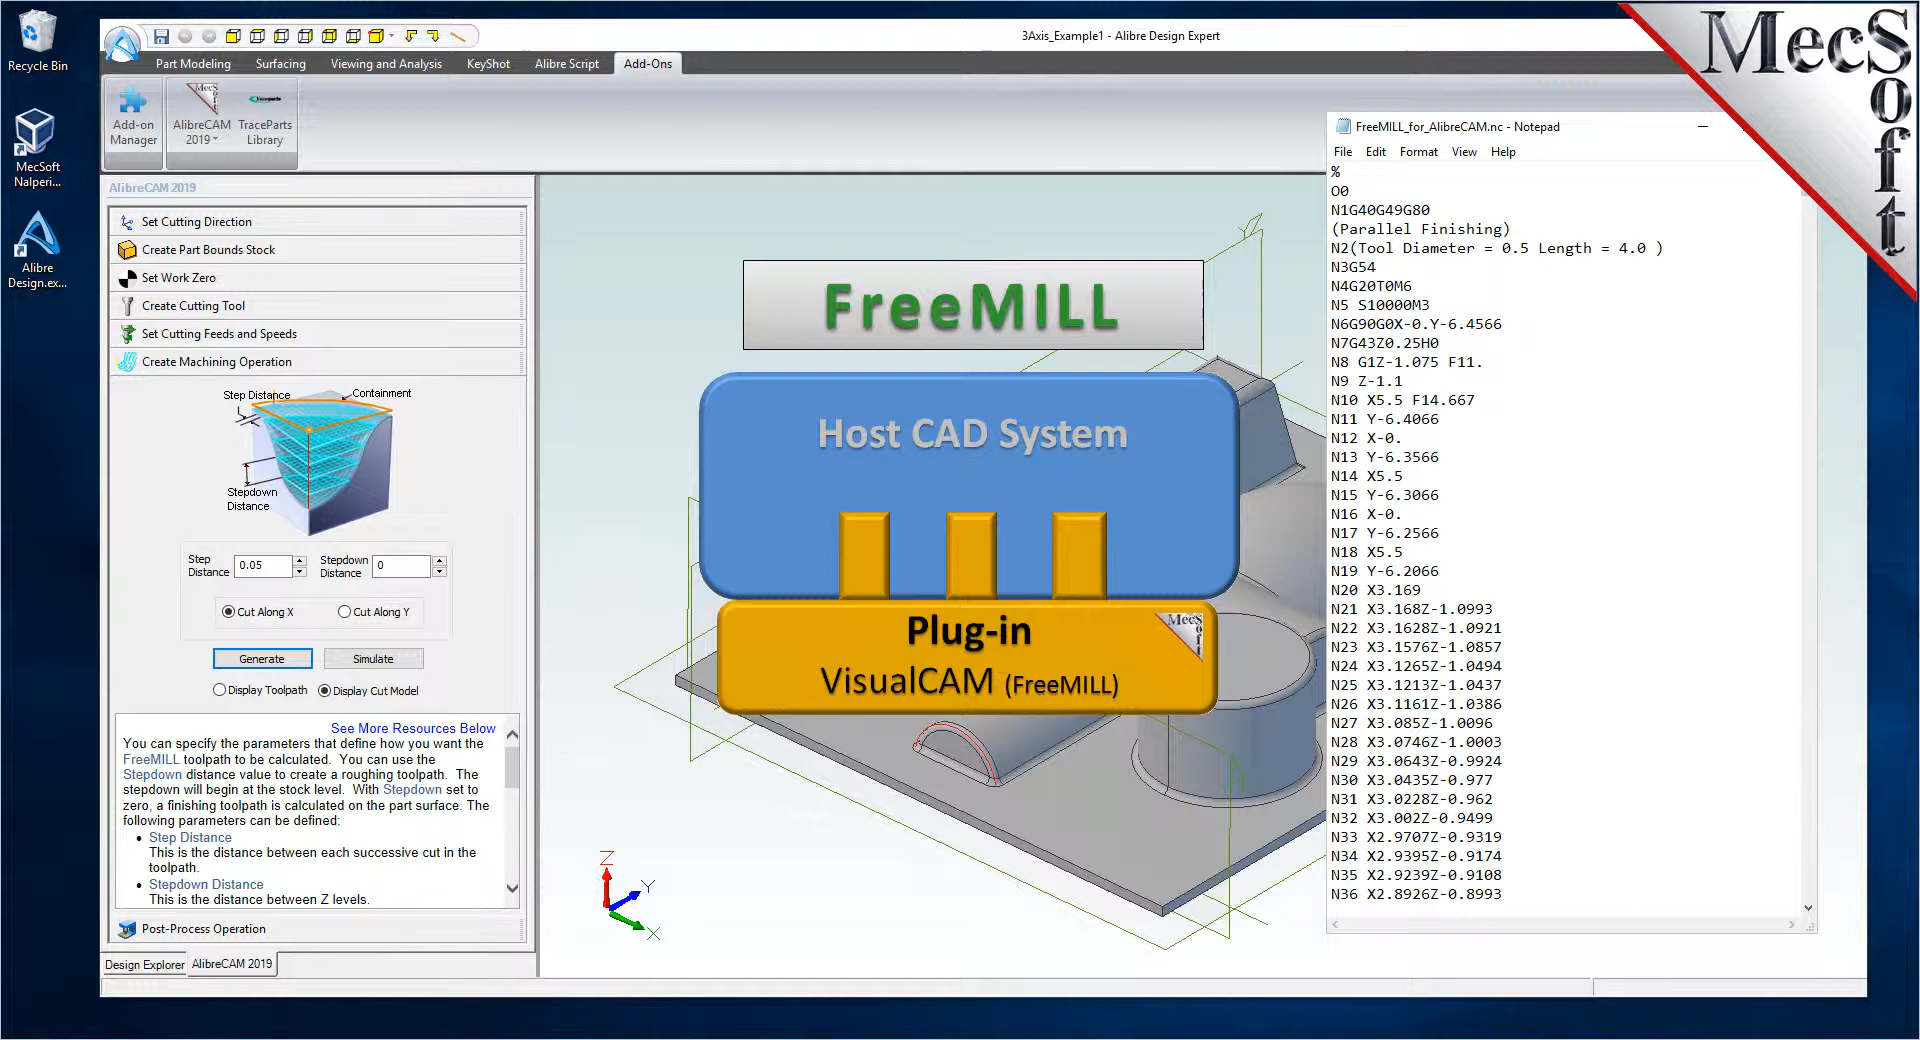 Recycle Bin
MecSoft
Nalperi...
Alibre
Design.ex...
3Axis_Example1 - Alibre Design Expert
Part Modeling
Surfacing
Viewing and Analysis
KeyShot
Alibre Script
Add-Ons
Add-on
Manager
MecSoft
AlibreCAM
2019
TraceParts
Library
AlibreCAM 2019
Set Cutting Direction
Create Part Bounds Stock
Set Work Zero
Create Cutting Tool
Set Cutting Feeds and Speeds
Create Machining Operation
Step Distance
Containment
Stepdown
Distance
Step
Distance
0.05
Stepdown
Distance
0
Cut Along X
Cut Along Y
Generate
Simulate
Display Toolpath
Display Cut Model
See More Resources Below
You can specify the parameters that define how you want the
FreeMILL toolpath to be calculated. You can use the
Stepdown distance value to create a roughing toolpath. The
stepdown will begin at the stock level. With Stepdown set to
zero, a finishing toolpath is calculated on the part surface. The
following parameters can be defined:
• Step Distance
This is the distance between each successive cut in the
toolpath.
• Stepdown Distance
This is the distance between Z levels.
Post-Process Operation
Design Explorer
AlibreCAM 2019
FreeMILL
Host CAD System
Plug-in
MecSoft
VisualCAM (FreeMILL)
Z
Y
X
FreeMILL_for_AlibreCAM.nc - Notepad
File
Edit
Format
View
Help
%
O0
N1G40G49G80
(Parallel Finishing)
N2(Tool Diameter = 0.5 Length = 4.0 )
N3G54
N4G20T0M6
N5 S10000M3
N6G90G0X-0.Y-6.4566
N7G43Z0.25H0
N8 G1Z-1.075 F11.
N9 Z-1.1
N10 X5.5 F14.667
N11 Y-6.4066
N12 X-0.
N13 Y-6.3566
N14 X5.5
N15 Y-6.3066
N16 X-0.
N17 Y-6.2566
N18 X5.5
N19 Y-6.2066
N20 X3.169
N21 X3.168Z-1.0993
N22 X3.1628Z-1.0921
N23 X3.1576Z-1.0857
N24 X3.1265Z-1.0494
N25 X3.1213Z-1.0437
N26 X3.1161Z-1.0386
N27 X3.085Z-1.0096
N28 X3.0746Z-1.0003
N29 X3.0643Z-0.9924
N30 X3.0435Z-0.977
N31 X3.0228Z-0.962
N32 X3.002Z-0.9499
N33 X2.9707Z-0.9319
N34 X2.9395Z-0.9174
N35 X2.9239Z-0.9108
N36 X2.8926Z-0.8993
MecSoft